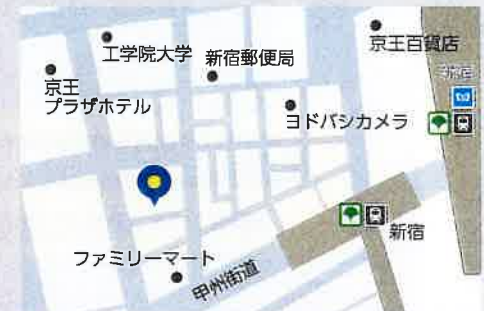 工学院大学
新宿郵便局
京王百貨店
京王
プラザホテル
ヨドバシカメラ
新宿
新宿
ファミリーマート
甲州街道